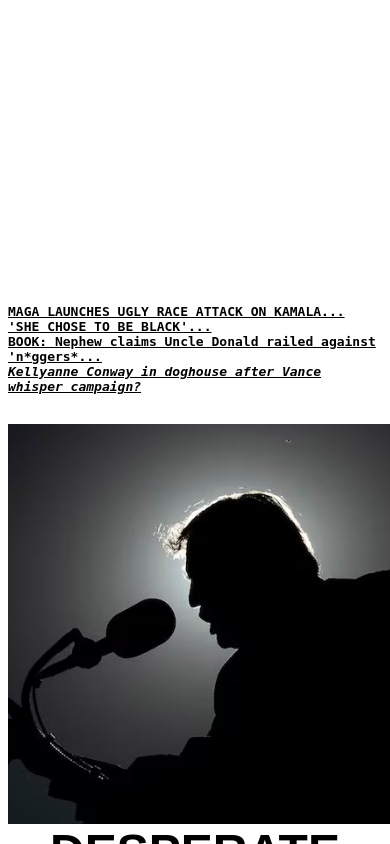 MAGA LAUNCHES UGLY RACE ATTACK ON KAMALA...
'SHE CHOSE TO BE BLACK'...
BOOK: Nephew claims Uncle Donald railed against
'n*ggers*...
Kellyanne Conway in doghouse after Vance
whisper campaign?
DESPERATE